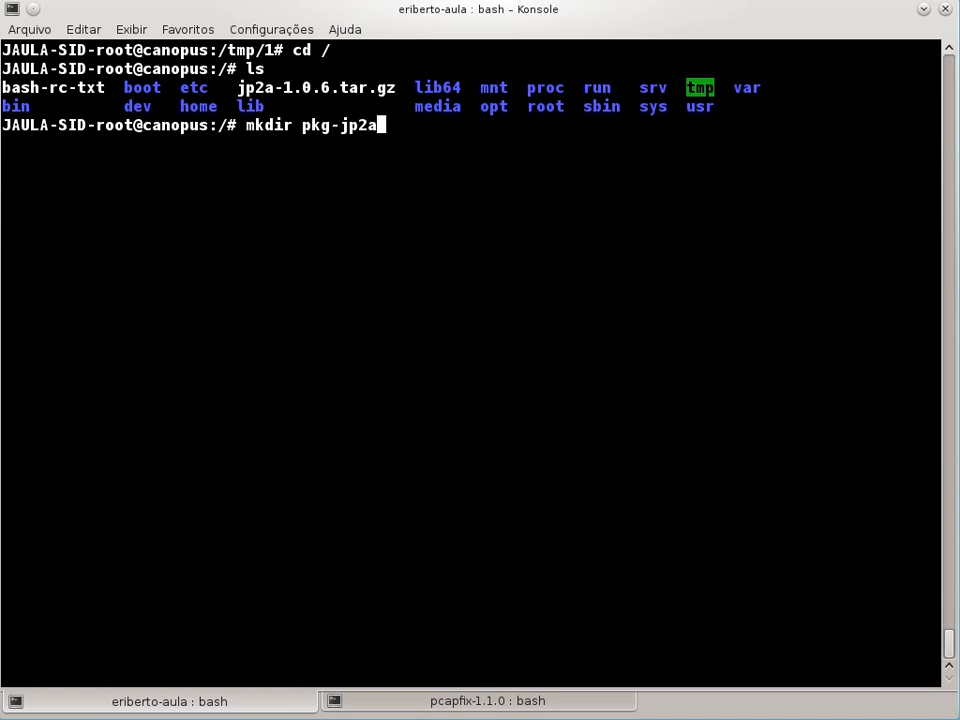 eriberto-aula : bash – Konsole
Arquivo Editar Exibir Favoritos Configurações Ajuda
JAULA-SID-root@canopus:/tmp/1# cd /
JAULA-SID-root@canopus:/# ls
bash-rc-txt boot etc jp2a-1.0.6.tar.gz lib64 mnt proc run srv tmp var
bin dev home lib media opt root sbin sys usr
JAULA-SID-root@canopus:/# mkdir pkg-jp2a
eriberto-aula : bash pcapfix-1.1.0 : bash